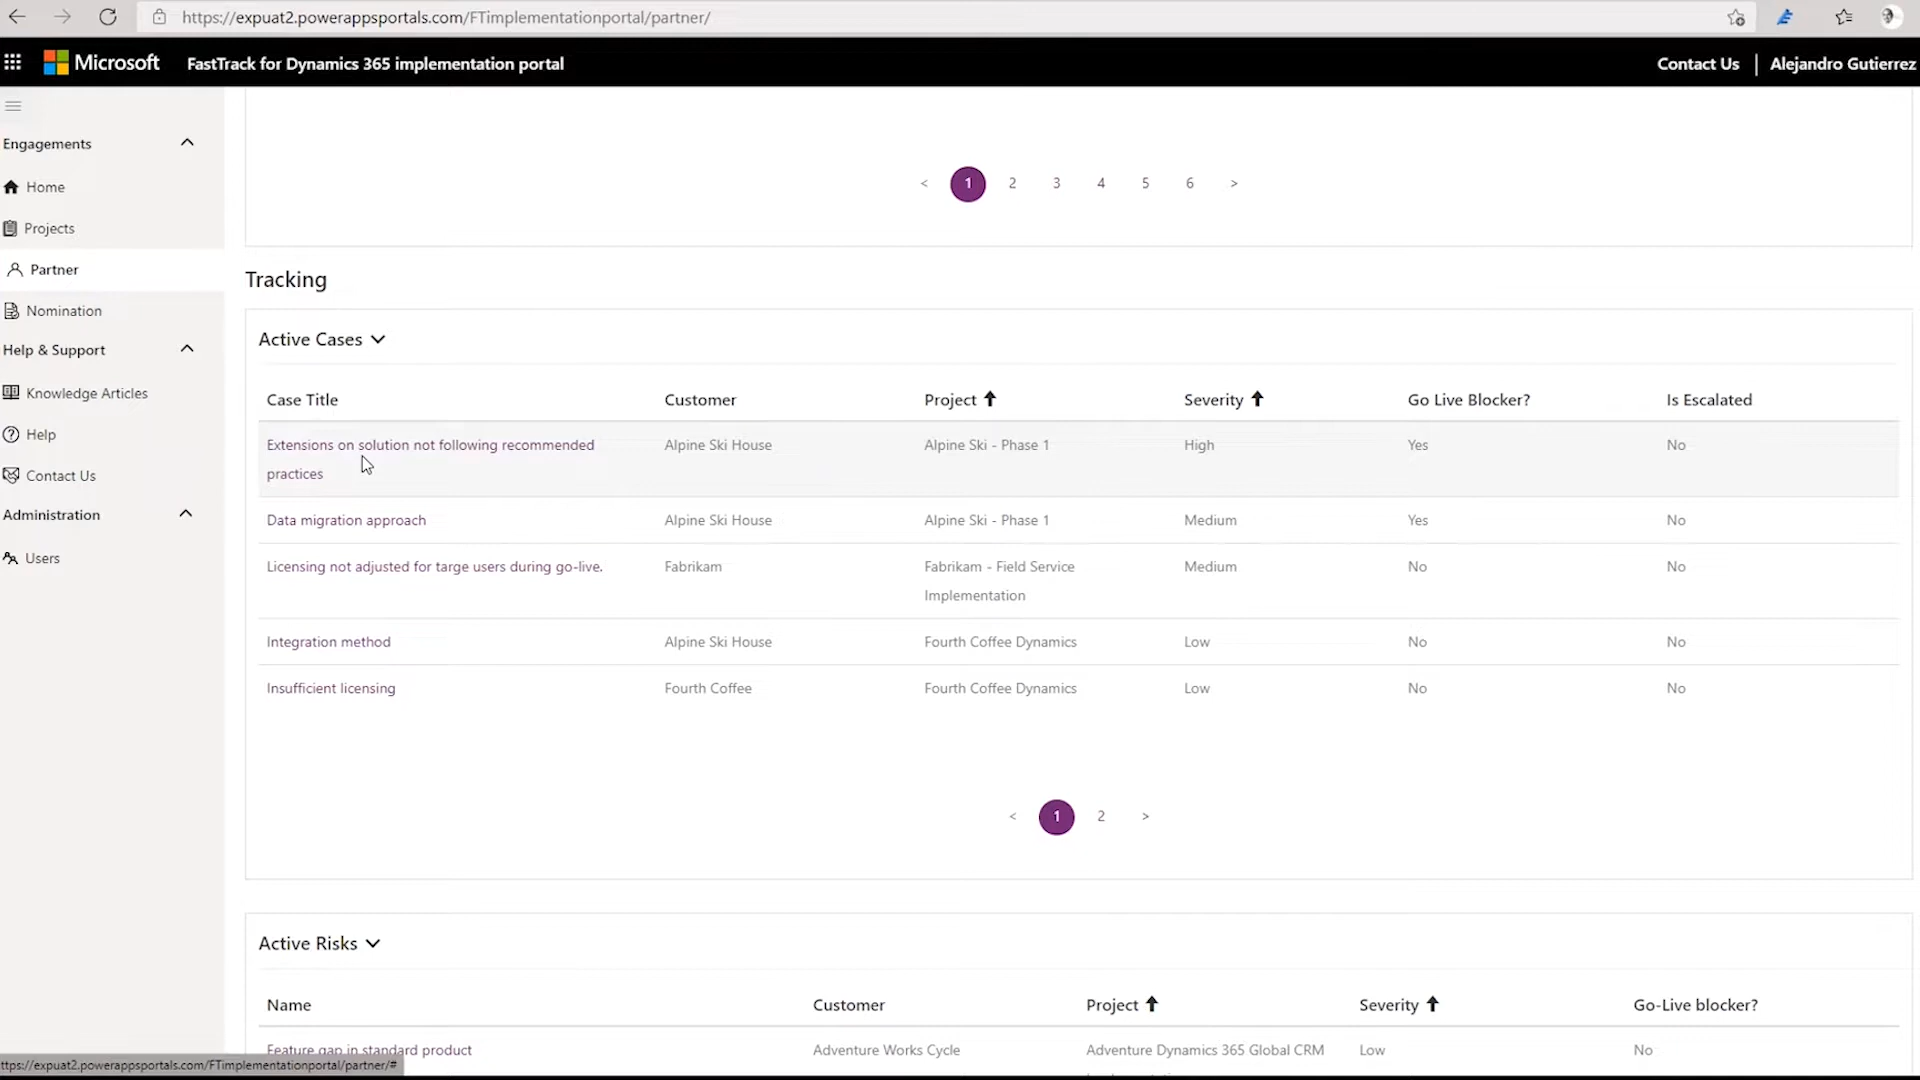 https://expuat2.powerappsportals.com/FTimplementationportal/partner/
Microsoft
FastTrack for Dynamics 365 implementation portal
Contact Us
Alejandro Gutierrez
Engagements
Home
Projects
Partner
Nomination
Help & Support
Knowledge Articles
Help
Contact Us
Administration
Users
< 1 2 3 4 5 6 >
Tracking
Active Cases
Case Title Customer Project Severity Go Live Blocker? Is Escalated
Extensions on solution not following recommended Alpine Ski House Alpine Ski - Phase 1 High Yes No
practices
Data migration approach Alpine Ski House Alpine Ski - Phase 1 Medium Yes No
Licensing not adjusted for targe users during go-live. Fabrikam Fabrikam - Field Service Medium No No
Implementation
Integration method Alpine Ski House Fourth Coffee Dynamics Low No No
Insufficient licensing Fourth Coffee Fourth Coffee Dynamics Low No No
< 1 2 >
Active Risks
Name Customer Project Severity Go-Live blocker?
Feature gap in standard product Adventure Works Cycle Adventure Dynamics 365 Global CRM Low No
ttps://expuat2.powerappsportals.com/FTimplementationportal/partner/#